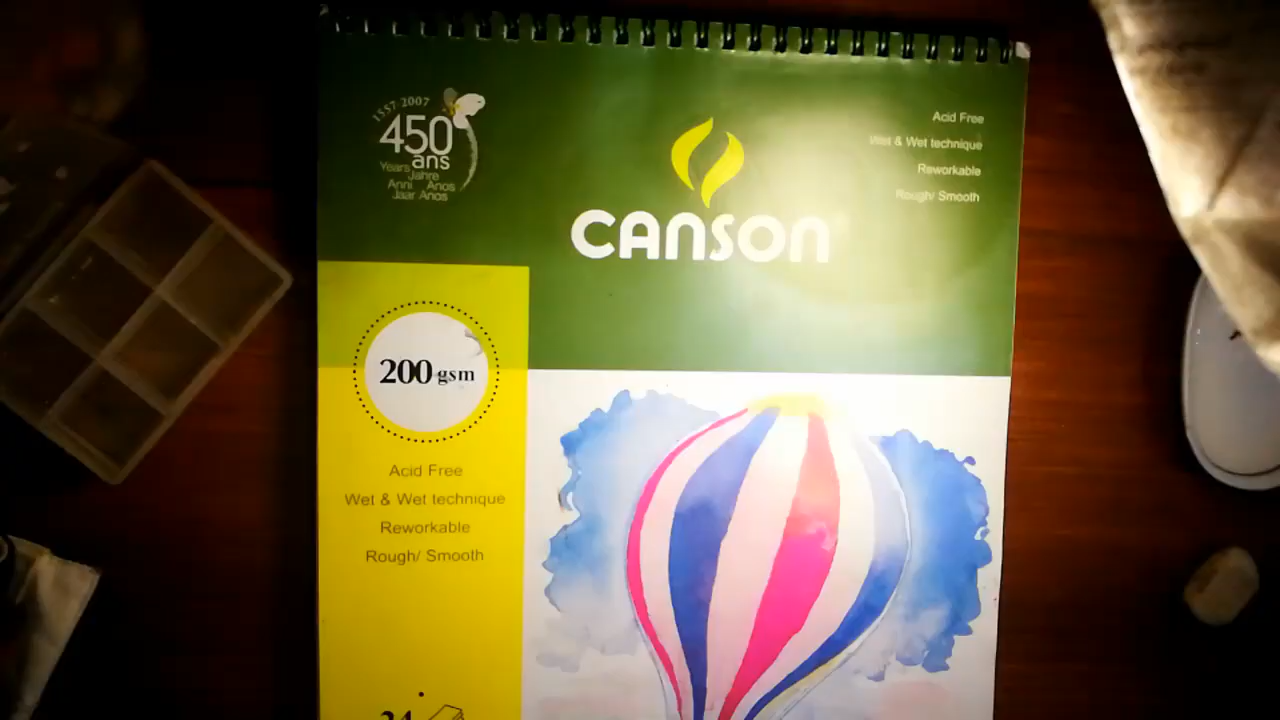 1557-2007
450
ans
Years Jahre
Anni Anos
Jaar Anos
CANSON
Acid Free
Wet & Wet technique
Reworkable
Rough/ Smooth
200 gsm
Acid Free
Wet & Wet technique
Reworkable
Rough/ Smooth
24